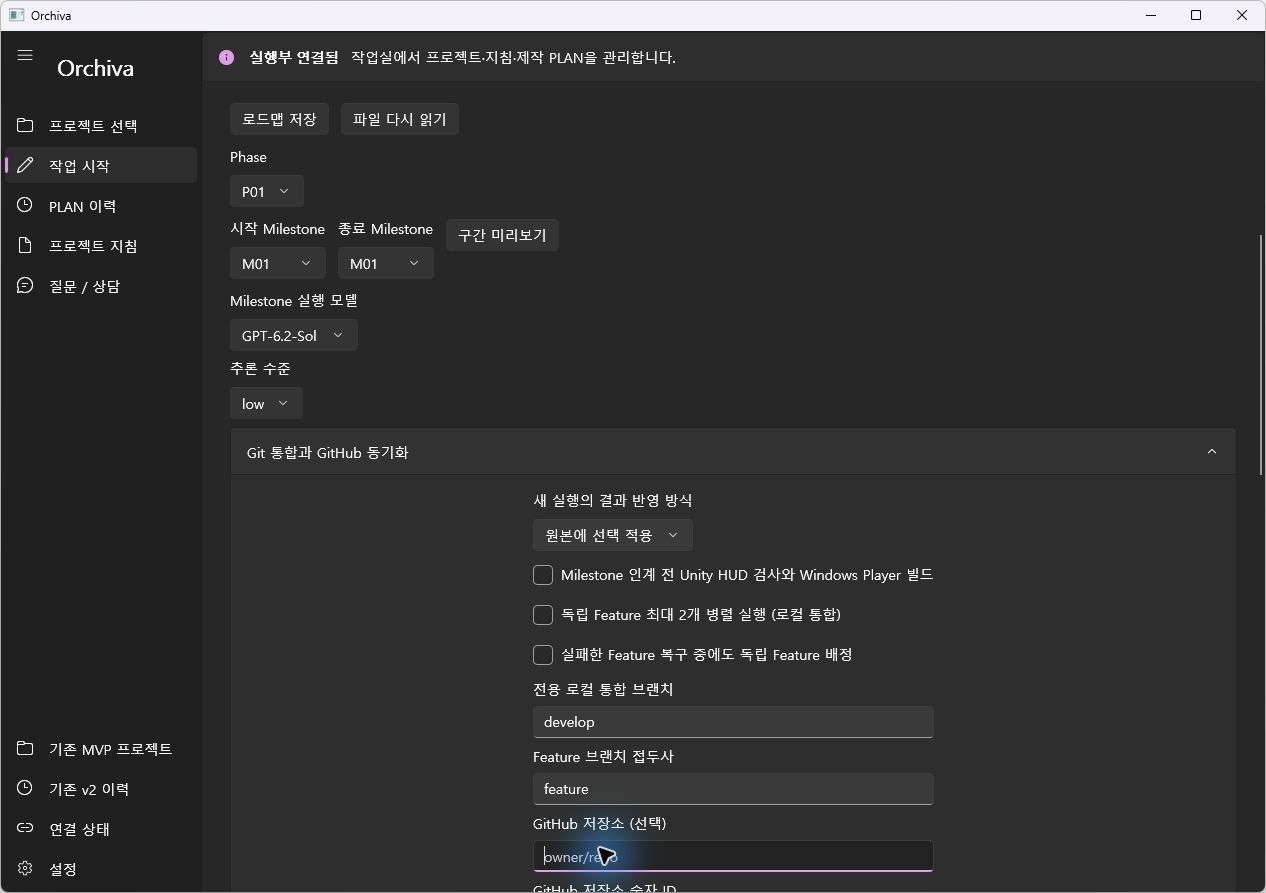 Orchiva
Orchiva
프로젝트 선택
작업 시작
PLAN 이력
프로젝트 지침
질문 / 상담
기존 MVP 프로젝트
기존 v2 이력
연결 상태
설정
실행부 연결됨 작업실에서 프로젝트·지침·제작 PLAN을 관리합니다.
로드맵 저장 파일 다시 읽기
Phase
P01
시작 Milestone 종료 Milestone 구간 미리보기
M01 M01
Milestone 실행 모델
GPT-6.2-Sol
추론 수준
low
Git 통합과 GitHub 동기화
새 실행의 결과 반영 방식
원본에 선택 적용
Milestone 인계 전 Unity HUD 검사와 Windows Player 빌드
독립 Feature 최대 2개 병렬 실행 (로컬 통합)
실패한 Feature 복구 중에도 독립 Feature 배정
전용 로컬 통합 브랜치
develop
Feature 브랜치 접두사
feature
GitHub 저장소 (선택)
owner/repo
GitHub 저장소 숫자 ID